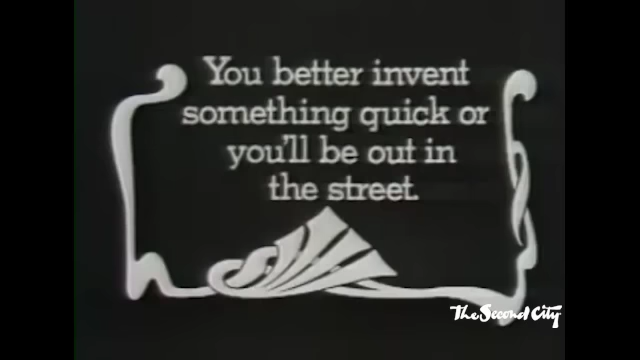 You better invent
something quick or
you'll be out in
the street.
The Second City